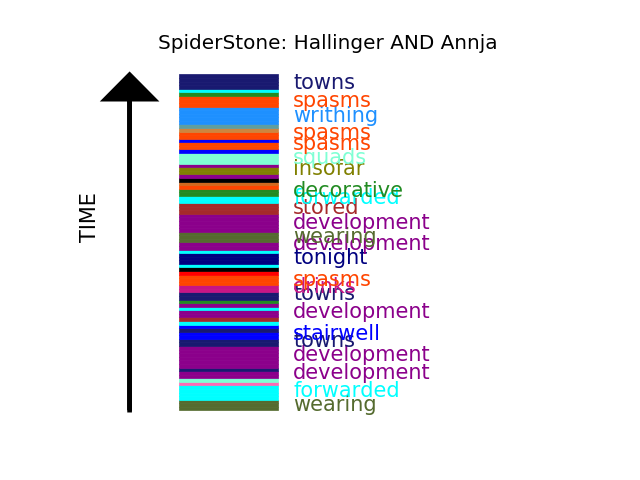 SpiderStone: Hallinger AND Annja
TIME
towns
spasms
writhing
spasms
spasms
squads
insofar
decorative
forwarded
stored
development
wearing
development
tonight
spasms
drinks
towns
development
stairwell
towns
development
development
forwarded
wearing